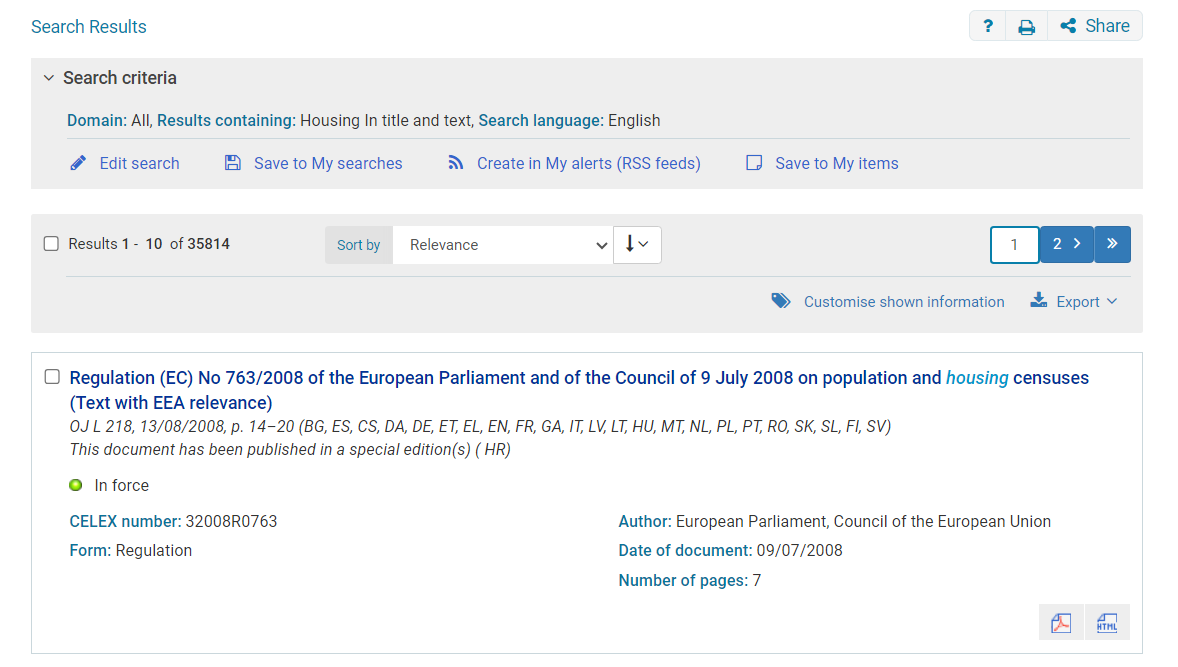 Search Results
? Share
Search criteria
Domain: All, Results containing: Housing In title and text, Search language: English
Edit search Save to My searches Create in My alerts (RSS feeds) Save to My items
Results 1 - 10 of 35814 Sort by Relevance 1 2
Customise shown information Export
Regulation (EC) No 763/2008 of the European Parliament and of the Council of 9 July 2008 on population and housing censuses
(Text with EEA relevance)
OJ L 218, 13/08/2008, p. 14–20 (BG, ES, CS, DA, DE, ET, EL, EN, FR, GA, IT, LV, LT, HU, MT, NL, PL, PT, RO, SK, SL, FI, SV)
This document has been published in a special edition(s) ( HR)
In force
CELEX number: 32008R0763 Author: European Parliament, Council of the European Union
Form: Regulation Date of document: 09/07/2008
Number of pages: 7
HTML